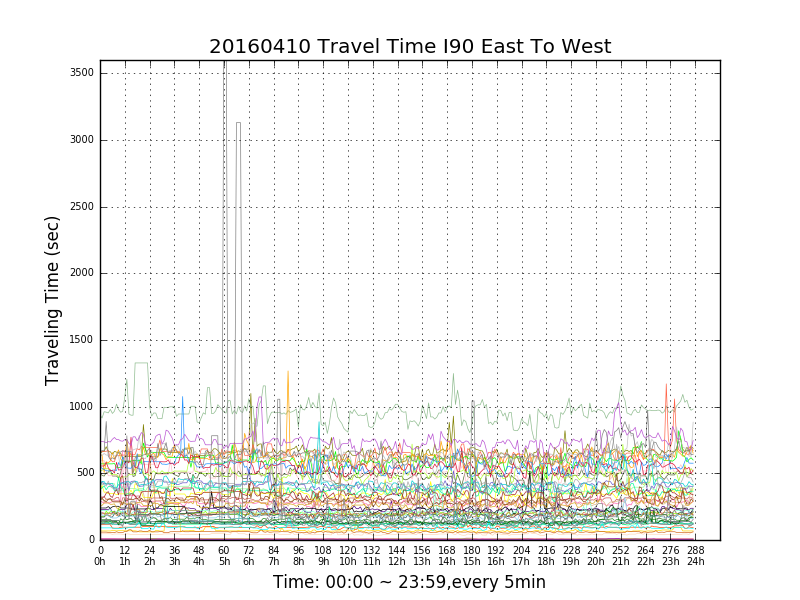 20160410 Travel Time I90 East To West
Traveling Time (sec)
3500
3000
2500
2000
1500
1000
500
0
0 12 24 36 48 60 72 84 96 108 120 132 144 156 168 180 192 204 216 228 240 252 264 276 288
0h 1h 2h 3h 4h 5h 6h 7h 8h 9h 10h 11h 12h 13h 14h 15h 16h 17h 18h 19h 20h 21h 22h 23h 24h
Time: 00:00 ~ 23:59,every 5min